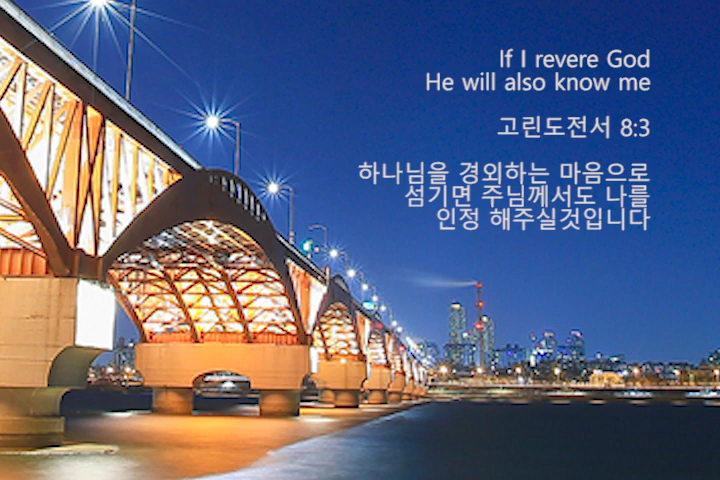 If I revere God
He will also know me
고린도전서 8:3
하나님을 경외하는 마음으로
섬기면 주님께서도 나를
인정 해주실것입니다